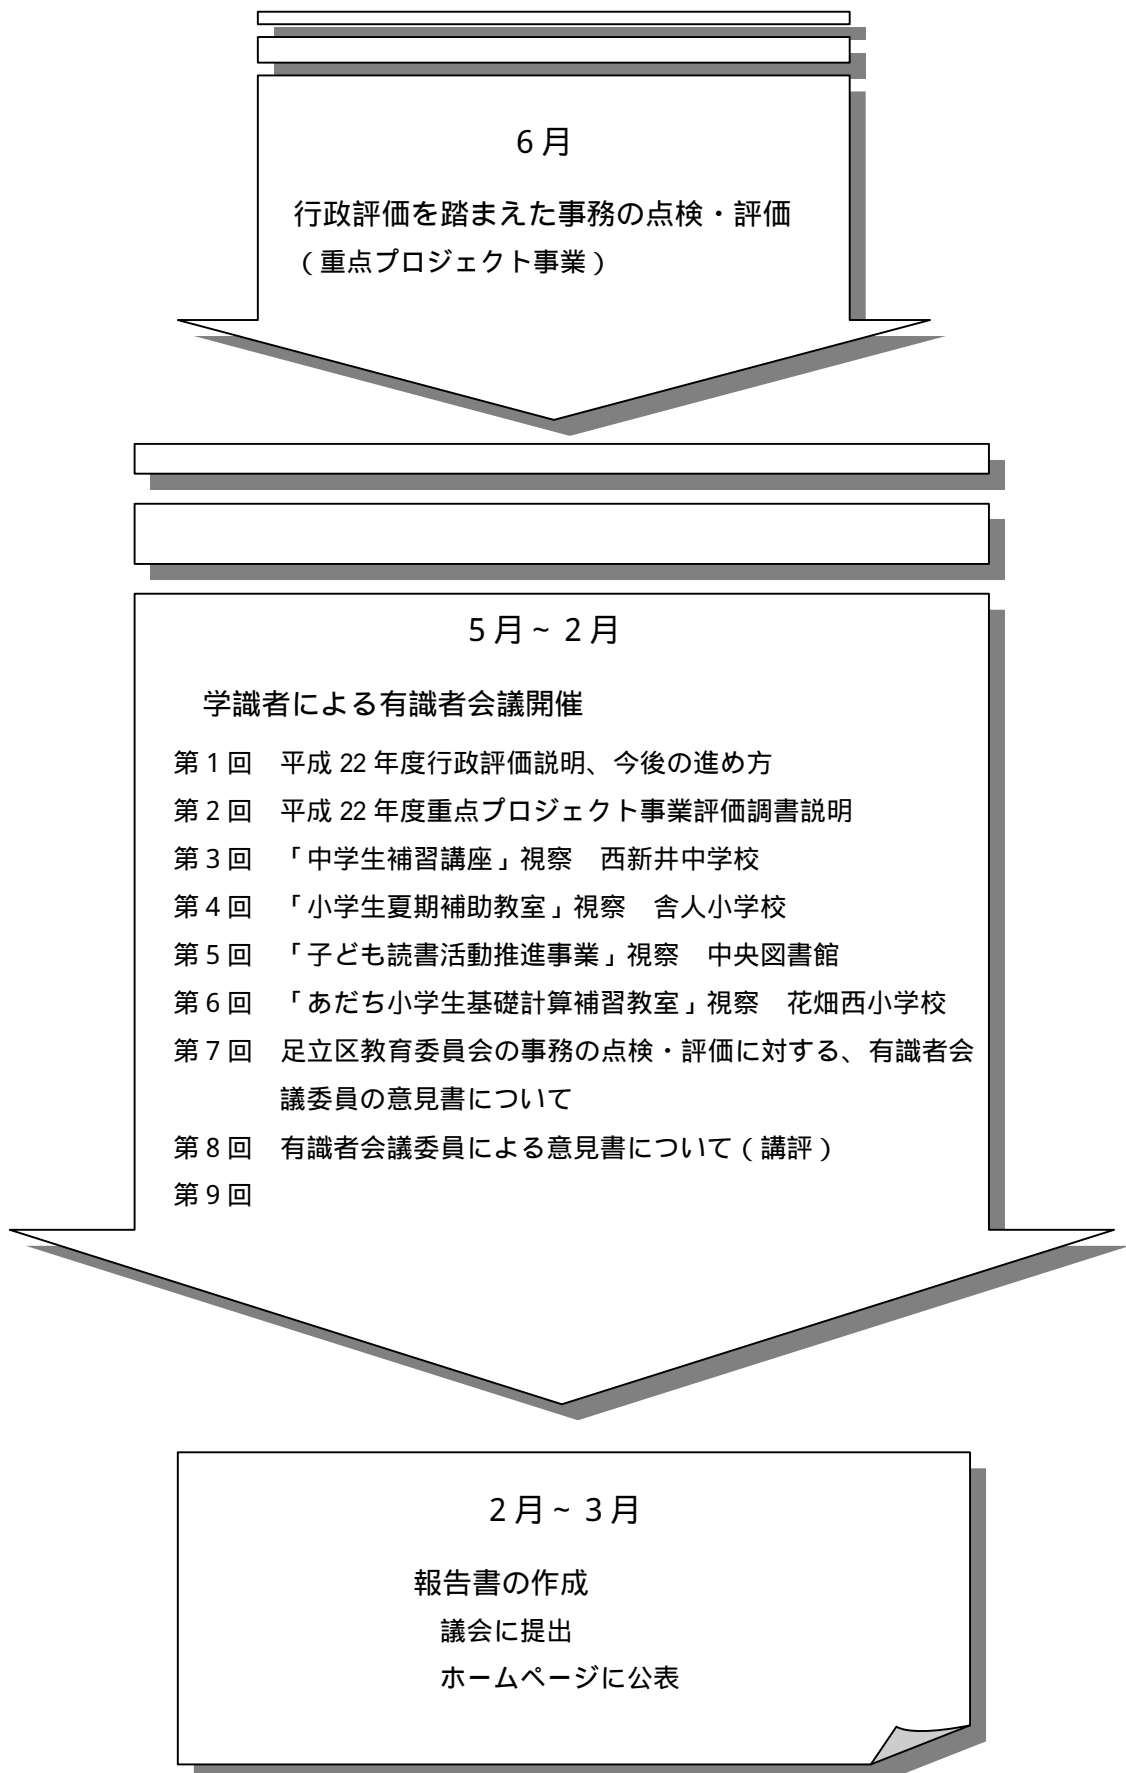 6月
行政評価を踏まえた事務の点検・評価
（重点プロジェクト事業）
5月~ 2月
学識者による有識者会議開催
第1回　平成22年度行政評価説明、今後の進め方
第2回　平成22年度重点プロジェクト事業評価調書説明
第3回　「中学生補習講座」視察　西新井中学校
第4回　「小学生夏期補助教室」視察　舎人小学校
第5回　「子ども読書活動推進事業」視察　中央図書館
第6回　「あだち小学生基礎計算補習教室」視察　花畑西小学校
第7回　足立区教育委員会の事務の点検・評価に対する、有識者会
議委員の意見書について
第8回　有識者会議委員による意見書について（講評）
第9回
2月~ 3月
報告書の作成
議会に提出
ホームページに公表